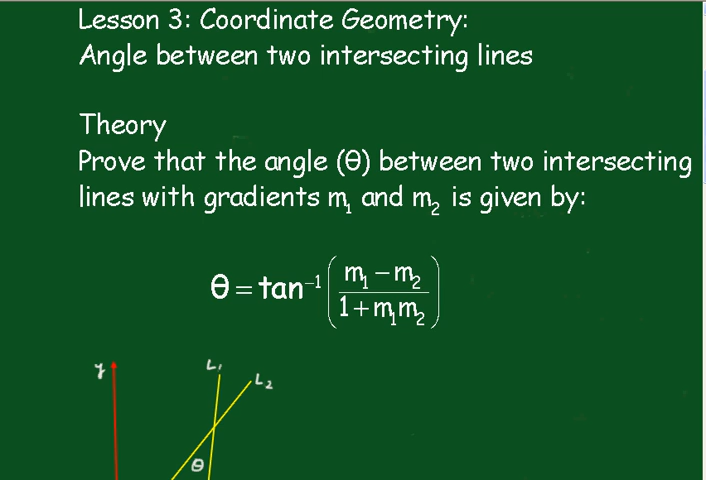 Lesson 3: Coordinate Geometry:
Angle between two intersecting lines
Theory
Prove that the angle (θ) between two intersecting
lines with gradients m₁ and m₂ is given by:
θ = tan⁻¹ ( (m₁ − m₂) / (1 + m₁m₂) )
y
L₁
L₂
θ